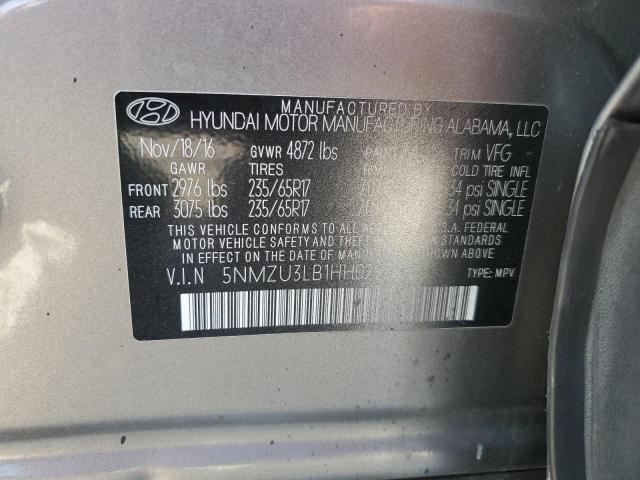 MANUFACTURED BY
HYUNDAI MOTOR MANUFACTURING ALABAMA, LLC
Nov/18/16 GVWR 4872 lbs TRIM VFG
GAWR TIRES COLD TIRE INFL
FRONT 2976 lbs 235/65R17 34 psi SINGLE
REAR 3075 lbs 235/65R17 34 psi SINGLE
THIS VEHICLE CONFORMS TO U.S.A. FEDERAL
MOTOR VEHICLE SAFETY AND STANDARDS
IN EFFECT ON THE DATE OF SHOWN ABOVE
V.I.N 5NMZU3LB1HH0 TYPE: MPV